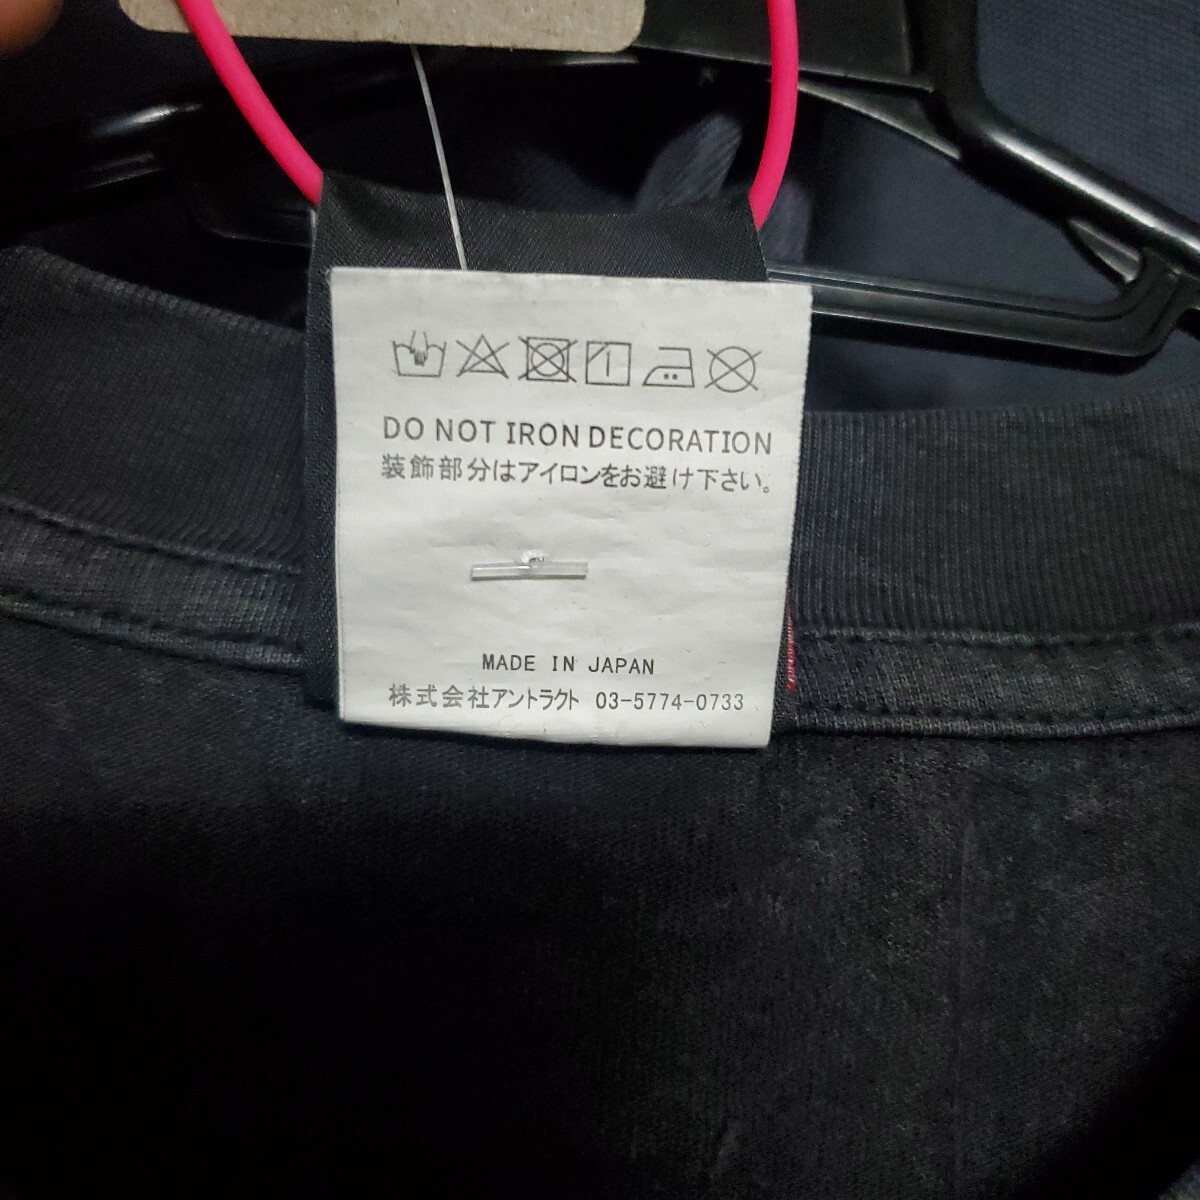 DO NOT IRON DECORATION
装飾部分はアイロンをお避け下さい。
MADE IN JAPAN
株式会社アントラクト 03-5774-0733